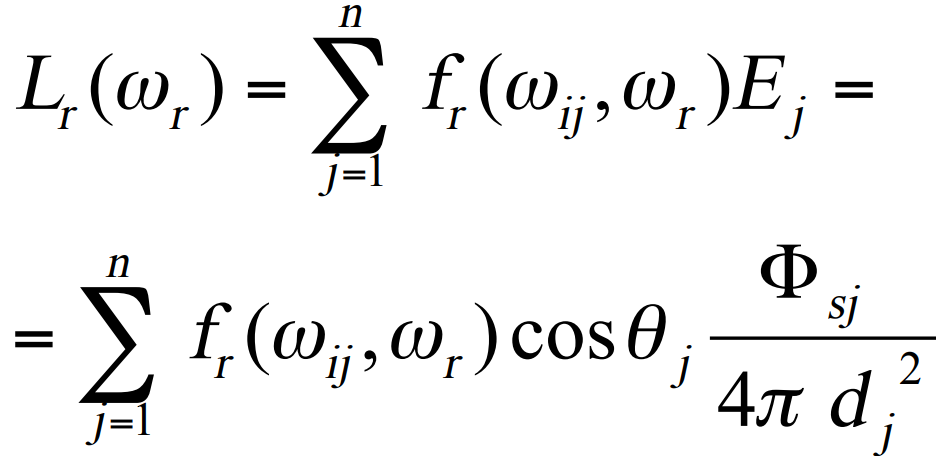 L_r(ω_r) = ∑_{j=1}^{n} f_r(ω_{ij}, ω_r)E_j =
= ∑_{j=1}^{n} f_r(ω_{ij}, ω_r) cos θ_j \frac{Φ_{sj}}{4π d_j^2}